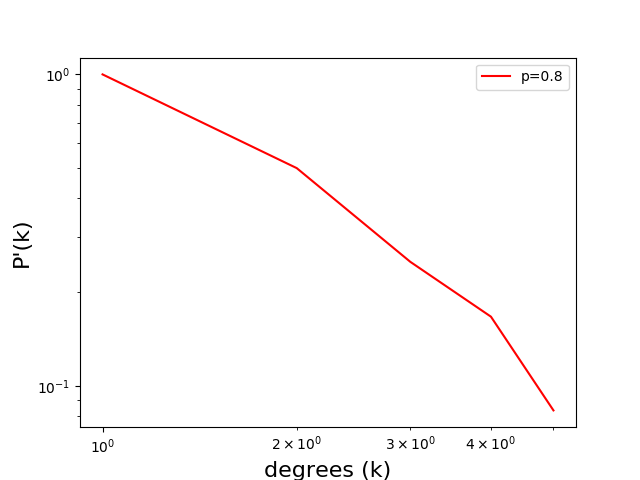 p=0.8
10⁰
P'(k)
10⁻¹
10⁰
2 × 10⁰
3 × 10⁰
4 × 10⁰
degrees (k)